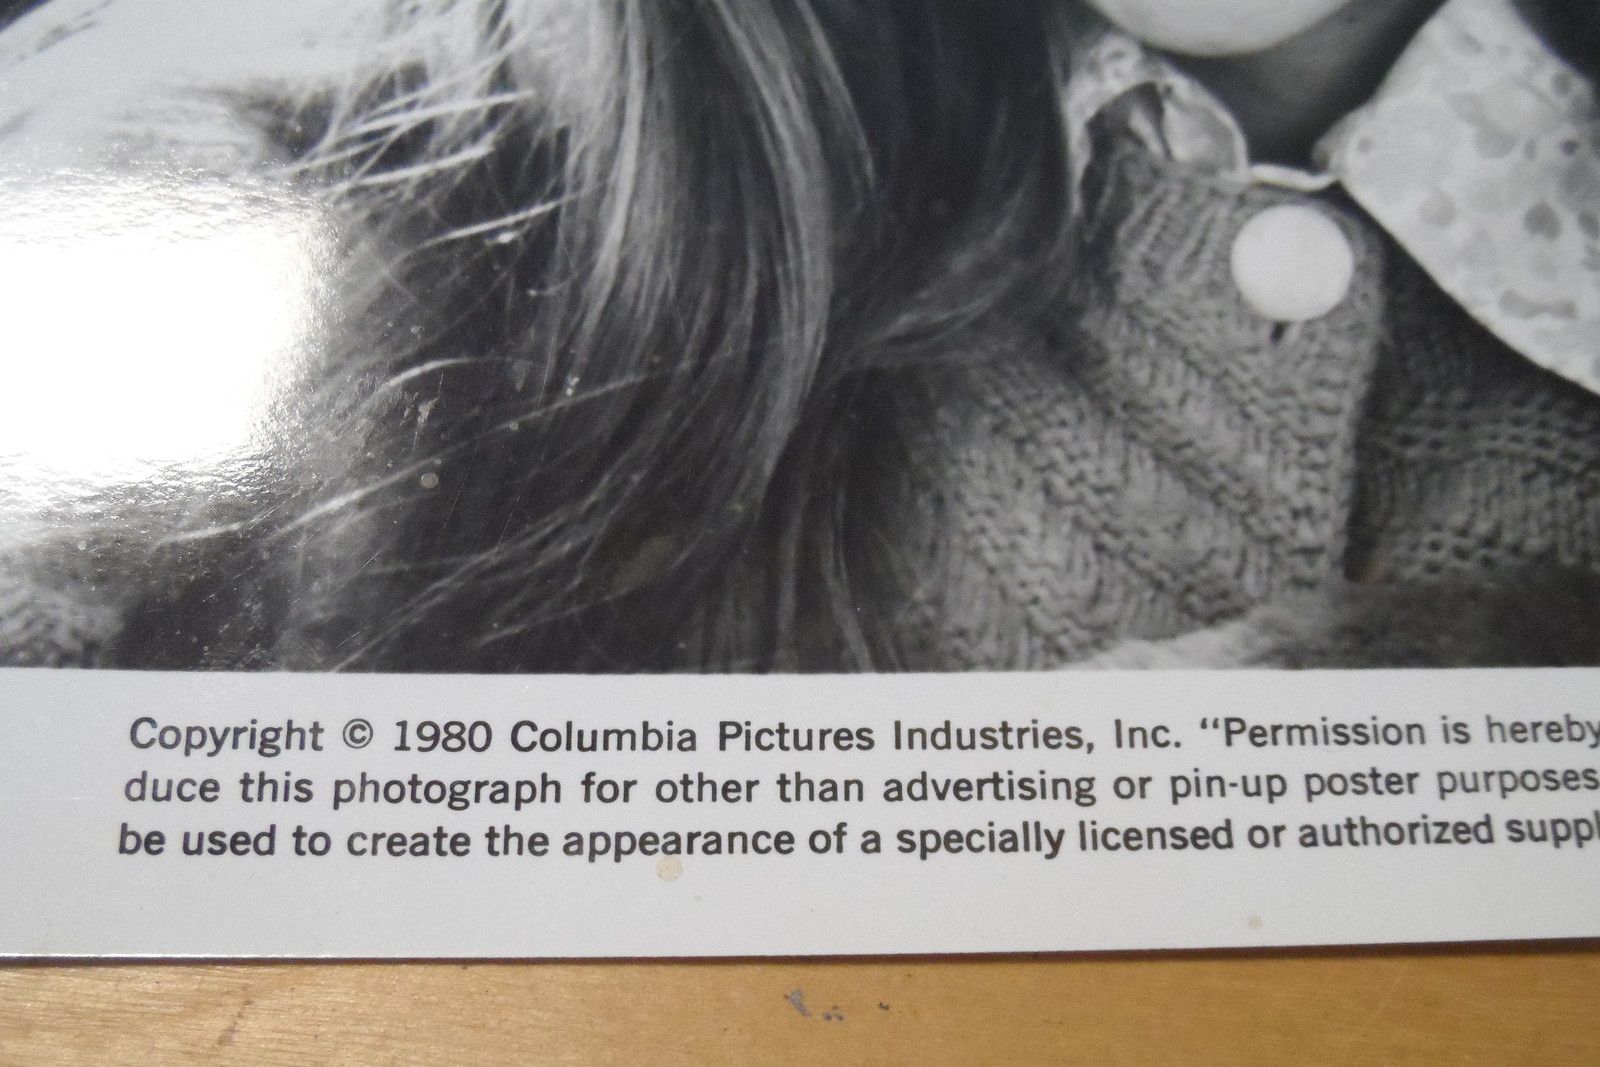 Copyright © 1980 Columbia Pictures Industries, Inc. “Permission is hereby
duce this photograph for other than advertising or pin-up poster purposes
be used to create the appearance of a specially licensed or authorized suppl